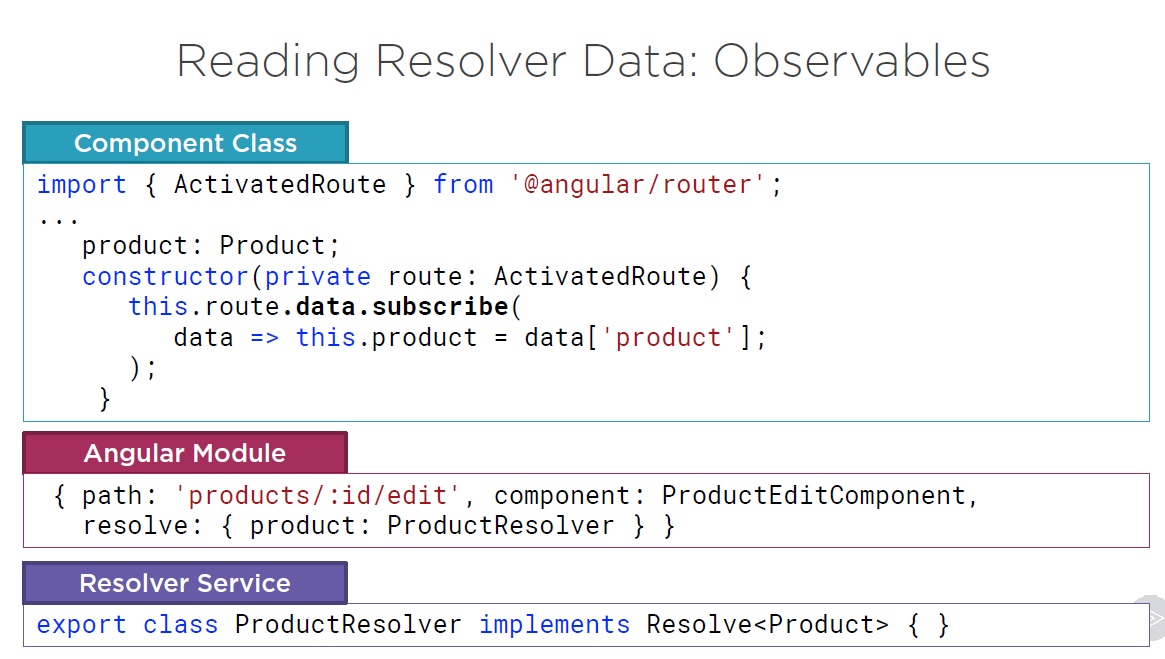 Reading Resolver Data: Observables
Component Class
import { ActivatedRoute } from '@angular/router';
...
product: Product;
constructor(private route: ActivatedRoute) {
this.route.data.subscribe(
data => this.product = data['product'];
);
}
Angular Module
{ path: 'products/:id/edit', component: ProductEditComponent,
resolve: { product: ProductResolver } }
Resolver Service
export class ProductResolver implements Resolve<Product> { }